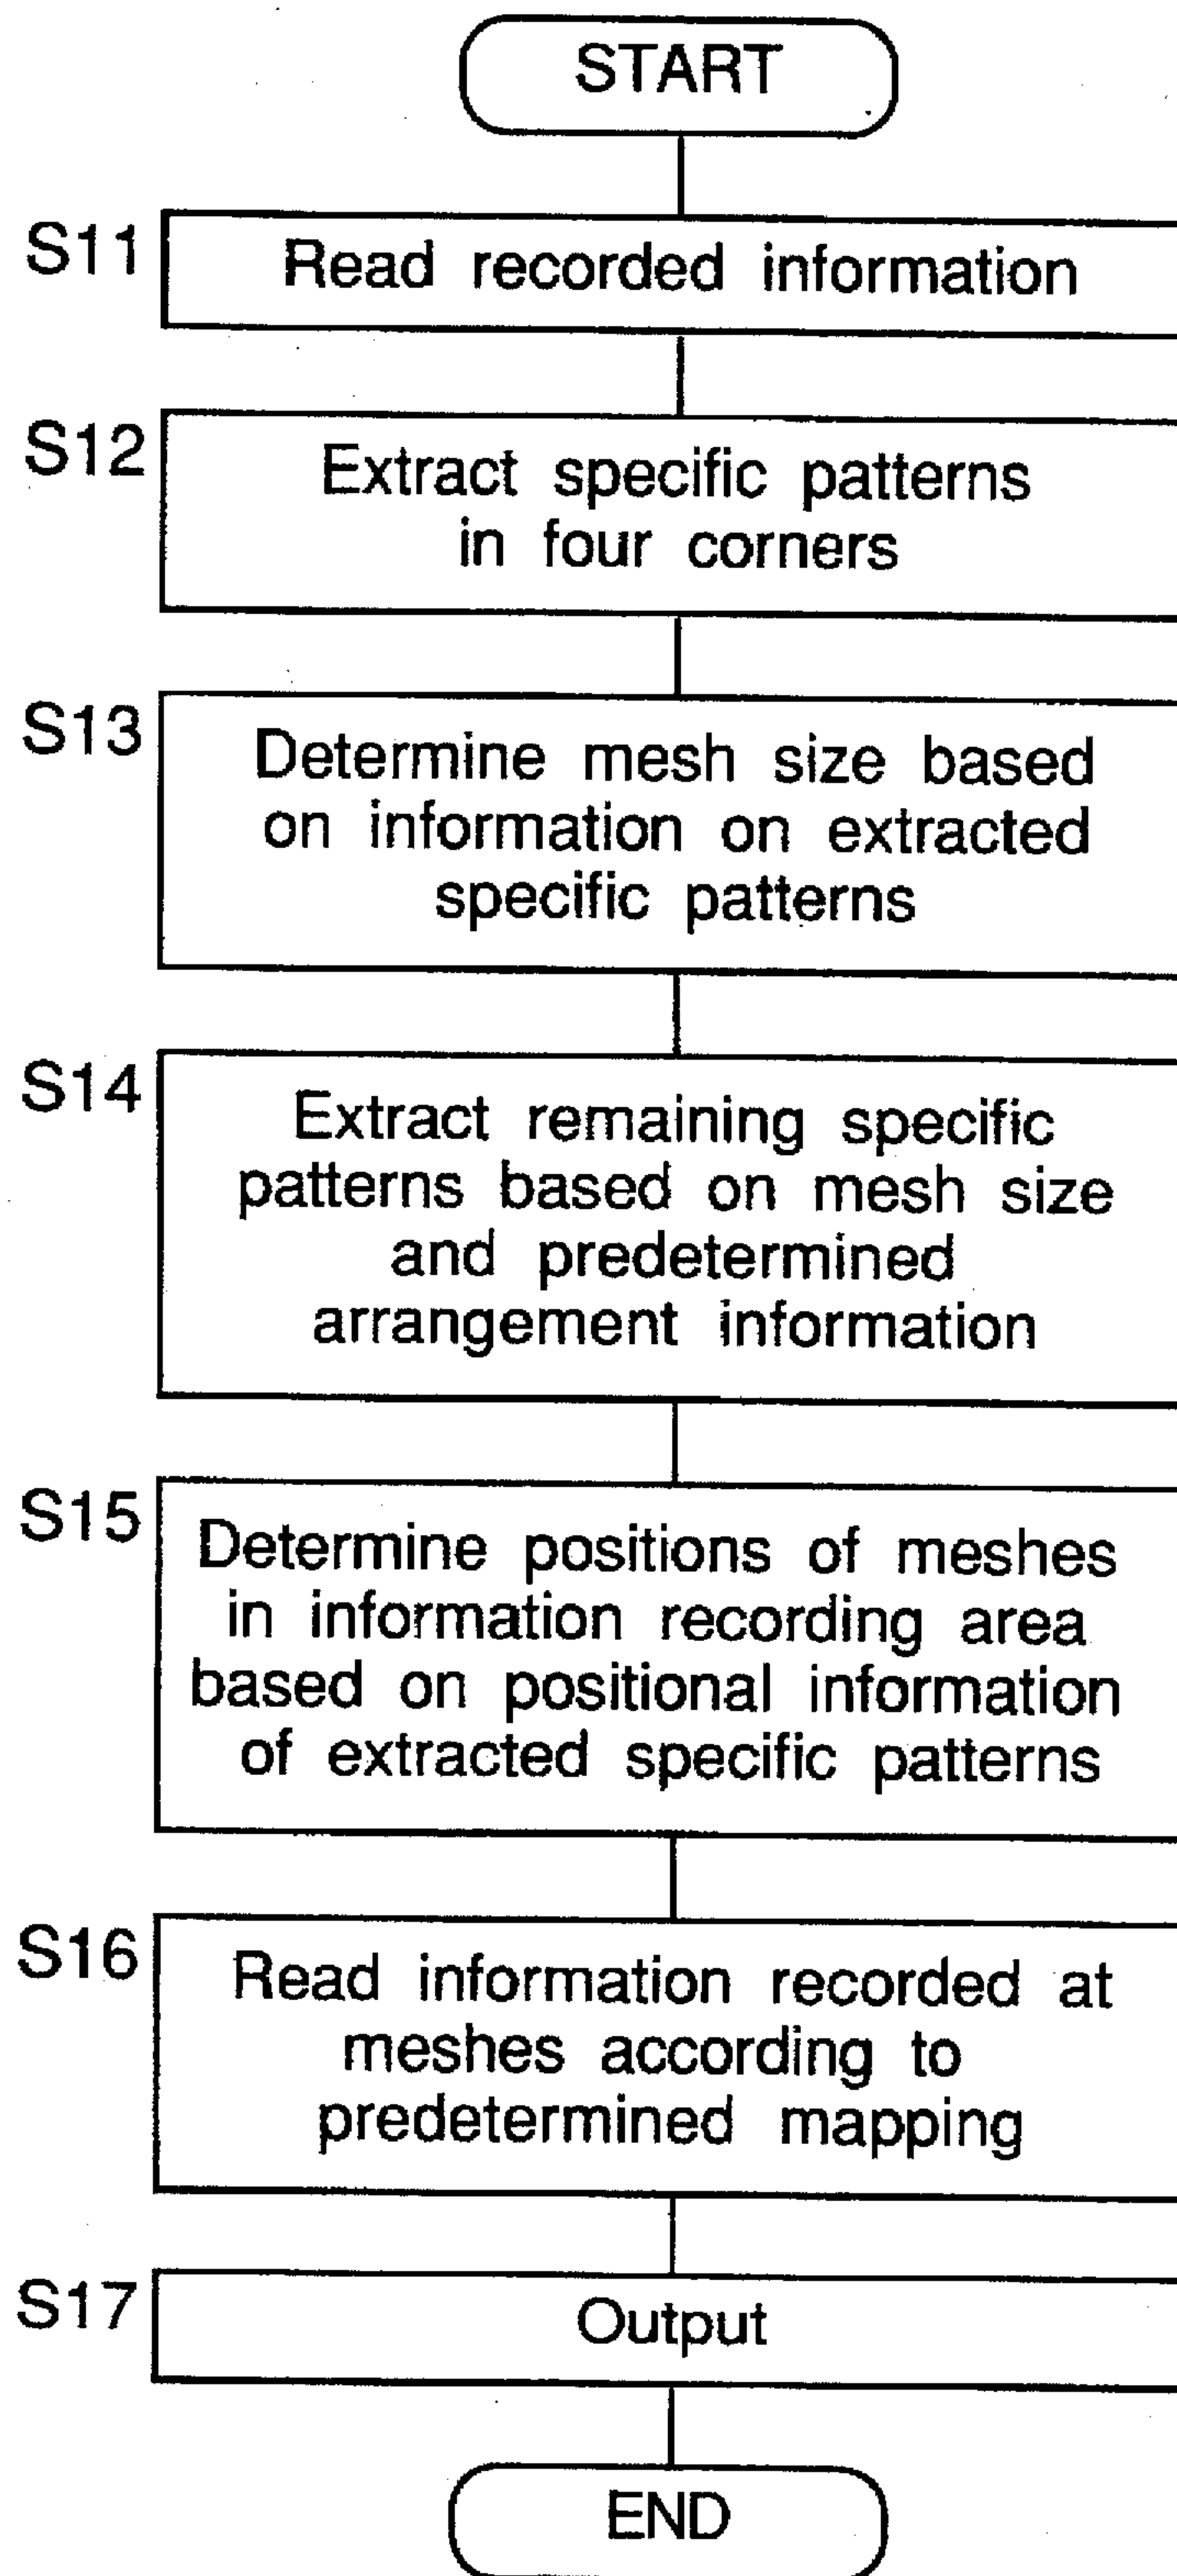 START
S11
Read recorded information
S12
Extract specific patterns
in four corners
S13
Determine mesh size based
on information on extracted
specific patterns
S14
Extract remaining specific
patterns based on mesh size
and predetermined
arrangement information
S15
Determine positions of meshes
in information recording area
based on positional information
of extracted specific patterns
S16
Read information recorded at
meshes according to
predetermined mapping
S17
Output
END